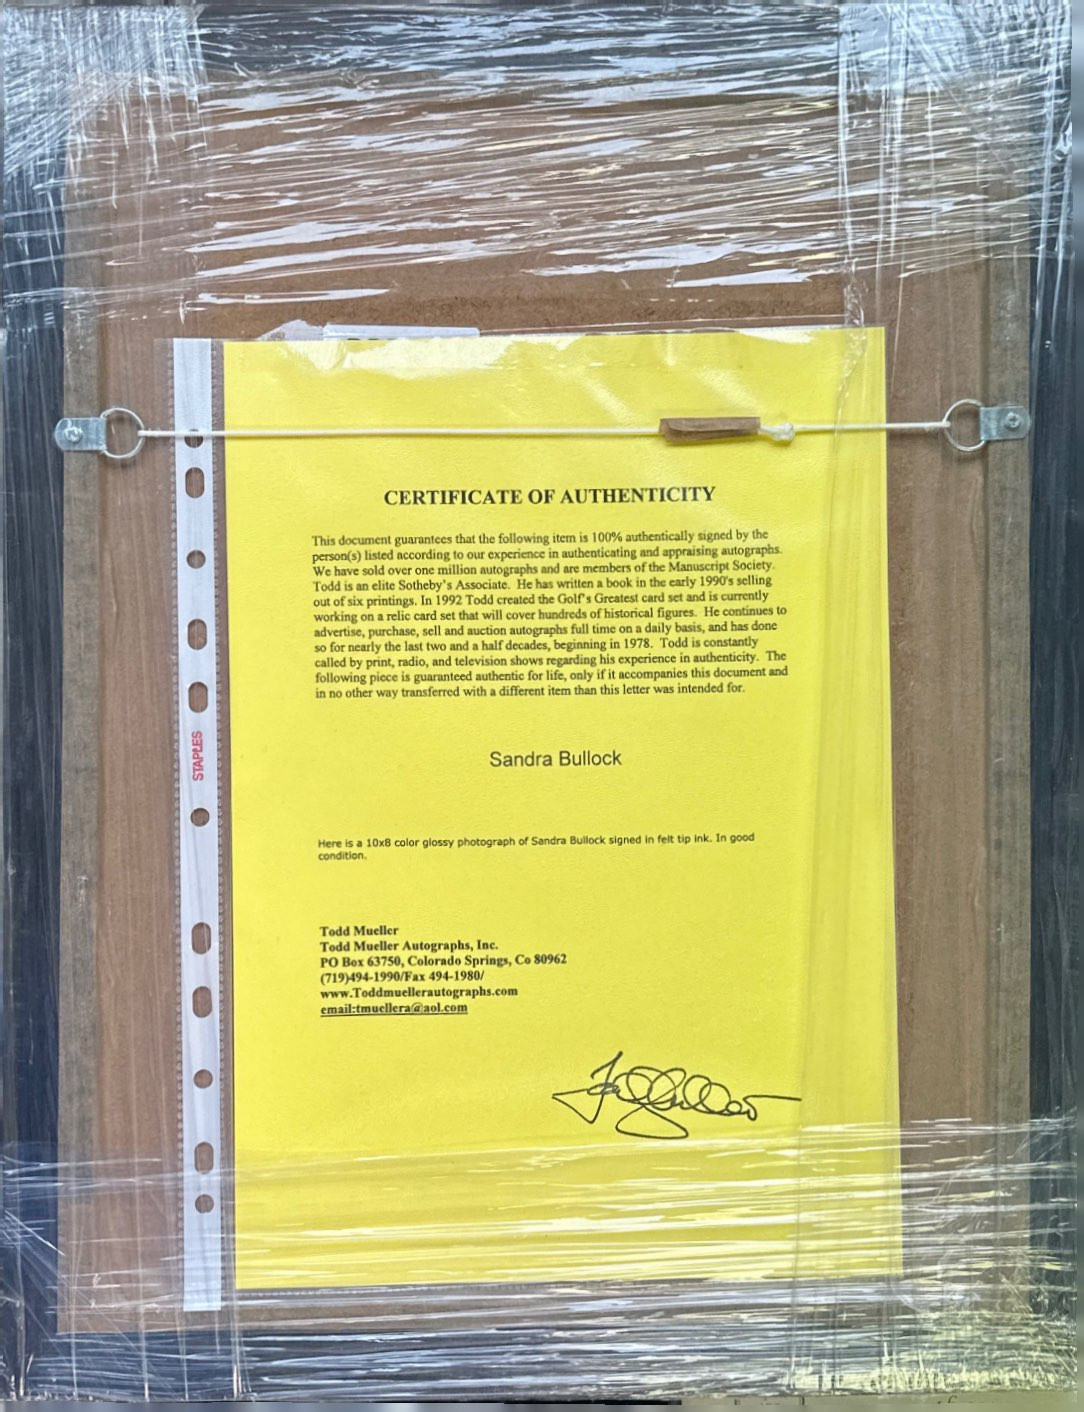 CERTIFICATE OF AUTHENTICITY
This document guarantees that the following item is 100% authentically signed by the
person(s) listed according to our experience in authenticating and appraising autographs.
We have sold over one million autographs and are members of the Manuscript Society.
Todd is an elite Sotheby's Associate. He has written a book in the early 1990's selling
out of six printings. In 1992 Todd created the Golf's Greatest card set and is currently
working on a relic card set that will cover hundreds of historical figures. He continues to
advertise, purchase, sell and auction autographs full time on a daily basis, and has done
so for nearly the last two and a half decades, beginning in 1978. Todd is constantly
called by print, radio, and television shows regarding his experience in authenticity. The
following piece is guaranteed authentic for life, only if it accompanies this document and
in no other way transferred with a different item than this letter was intended for.
STAPLES
Sandra Bullock
Here is a 10x8 color glossy photograph of Sandra Bullock signed in felt tip ink. In good
condition.
Todd Mueller
Todd Mueller Autographs, Inc.
PO Box 63750, Colorado Springs, Co 80962
(719)494-1990/Fax 494-1980/
www.Toddmuellerautographs.com
email:tmuellera@aol.com